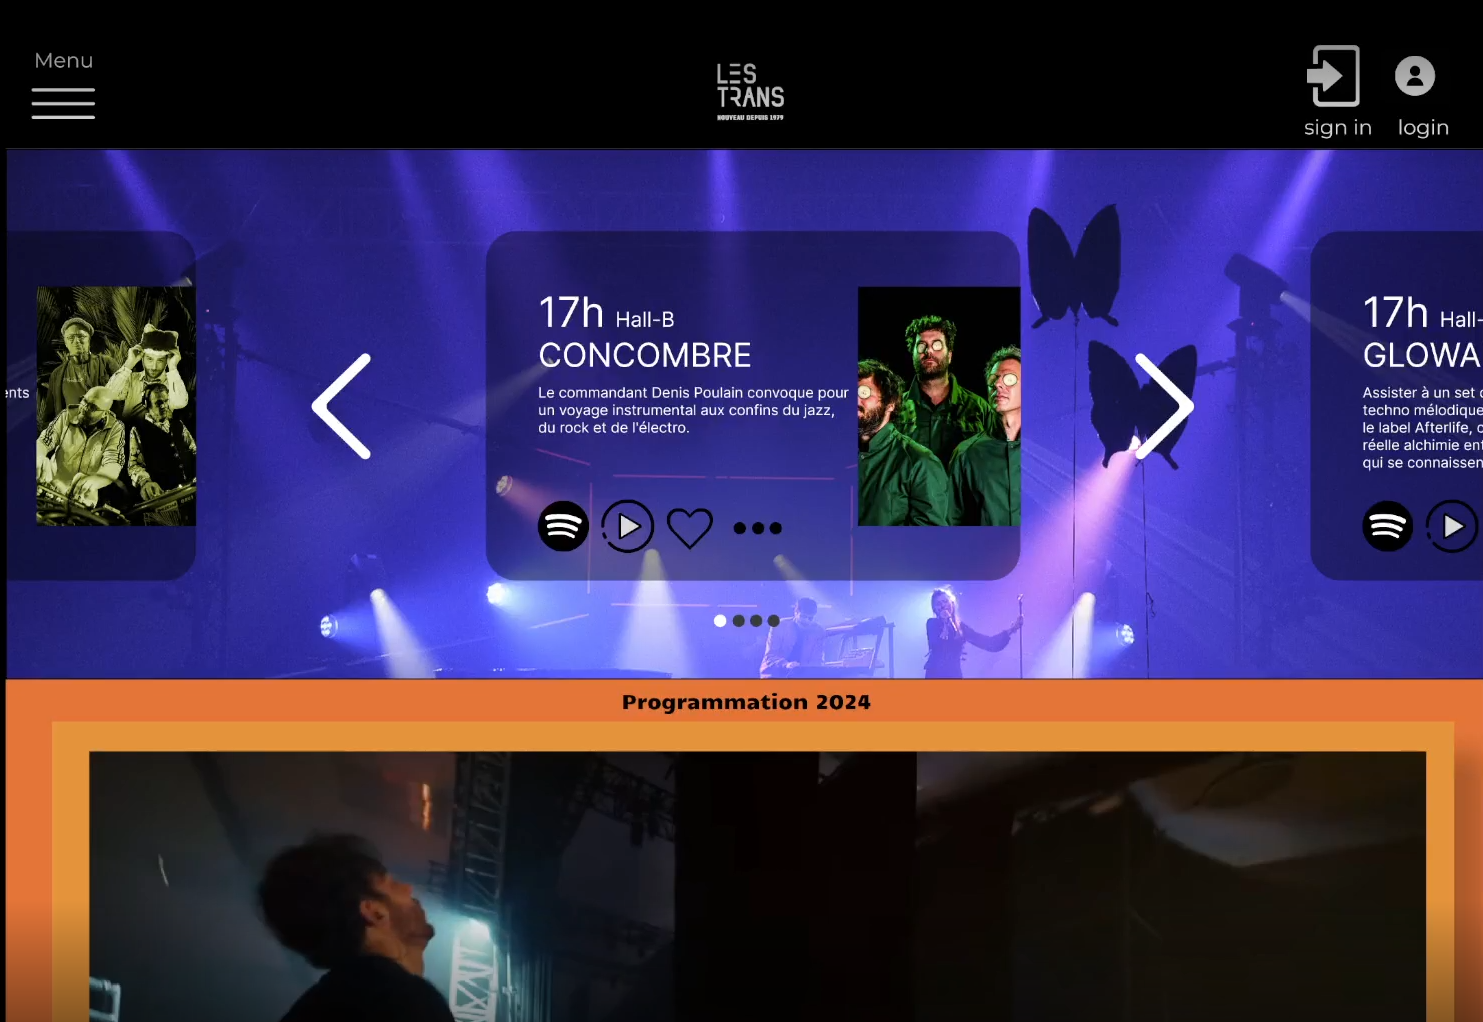 Menu
LES
TRANS
NOUVEAU DEPUIS 1979
sign in
login
ents
17h Hall-B
CONCOMBRE
Le commandant Denis Poulain convoque pour
un voyage instrumental aux confins du jazz,
du rock et de l'électro.
17h Hall-
GLOWA
Assister à un set
techno mélodique
le label Afterlife,
réelle alchimie ent
qui se connaissen
Programmation 2024